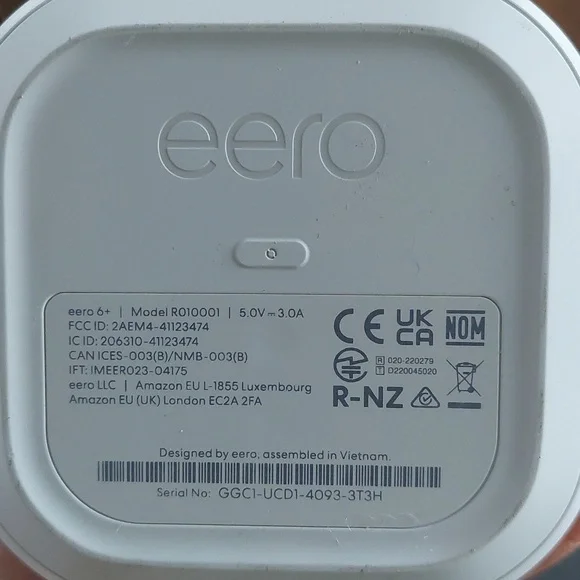 eero
eero 6+ | Model R010001 | 5.0V⎓3.0A
FCC ID: 2AEM4-41123474
IC ID: 206310-41123474
CAN ICES-003(B)/NMB-003(B)
IFT: IMEER023-04175
eero LLC | Amazon EU L-1855 Luxembourg
Amazon EU (UK) London EC2A 2FA
CE UK CA NOM
R 020-220279
T D220045020
R-NZ
Designed by eero, assembled in Vietnam.
Serial No: GGC1-UCD1-4093-3T3H